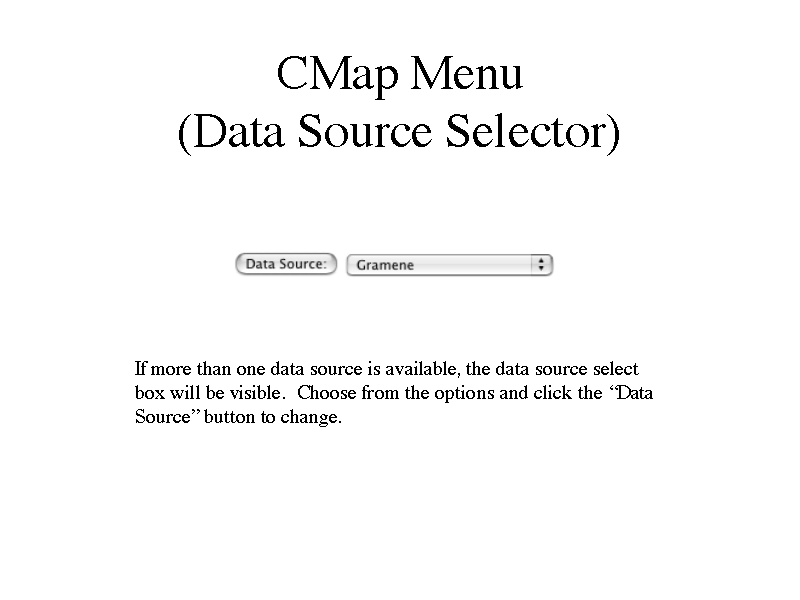 CMap Menu
(Data Source Selector)
Data Source: Gramene
If more than one data source is available, the data source select
box will be visible.  Choose from the options and click the “Data
Source” button to change.